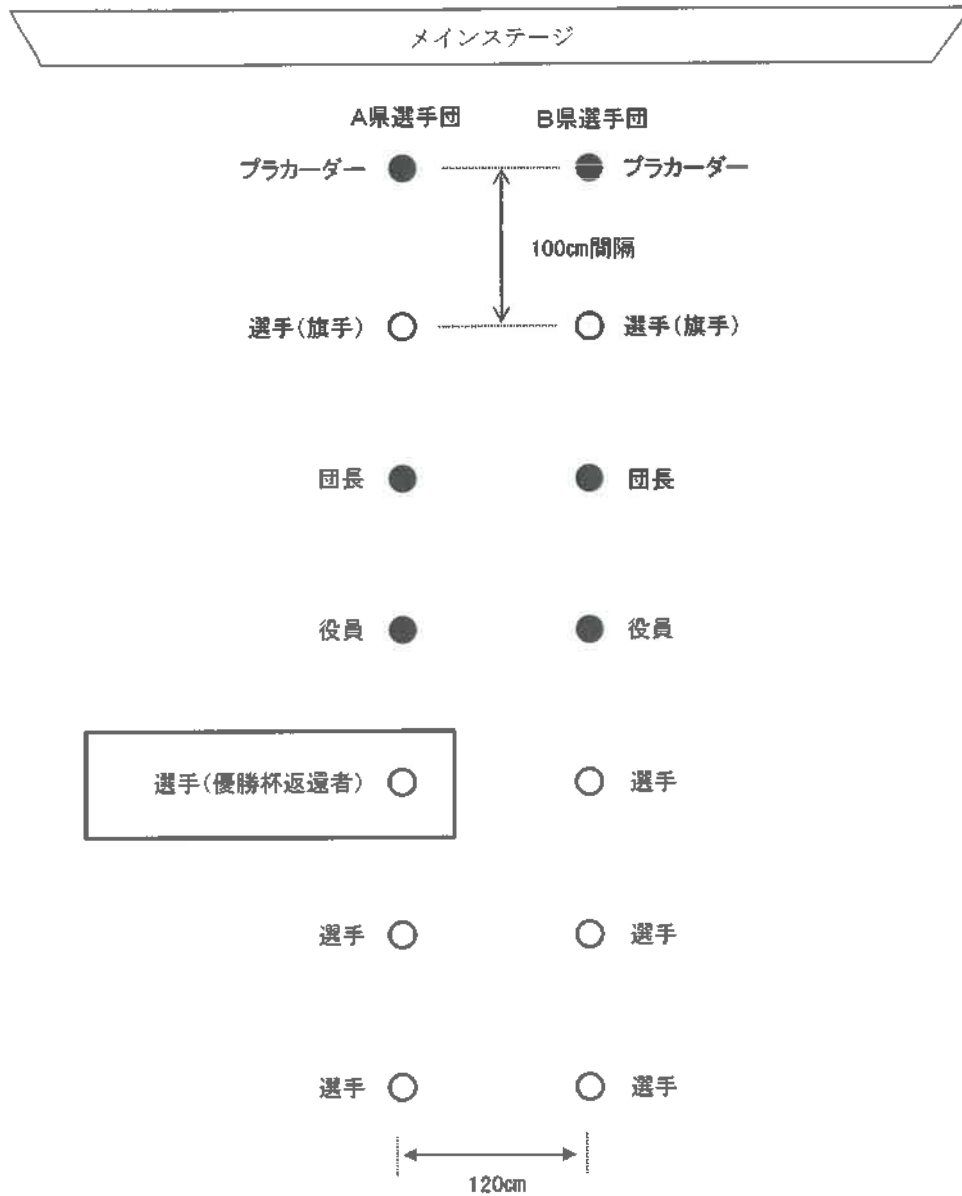 メインステージ
A県選手団 B県選手団
プラカーダー プラカーダー
100cm間隔
選手(旗手) 選手(旗手)
団長 団長
役員 役員
選手(優勝杯返還者) 選手
選手 選手
選手 選手
120cm